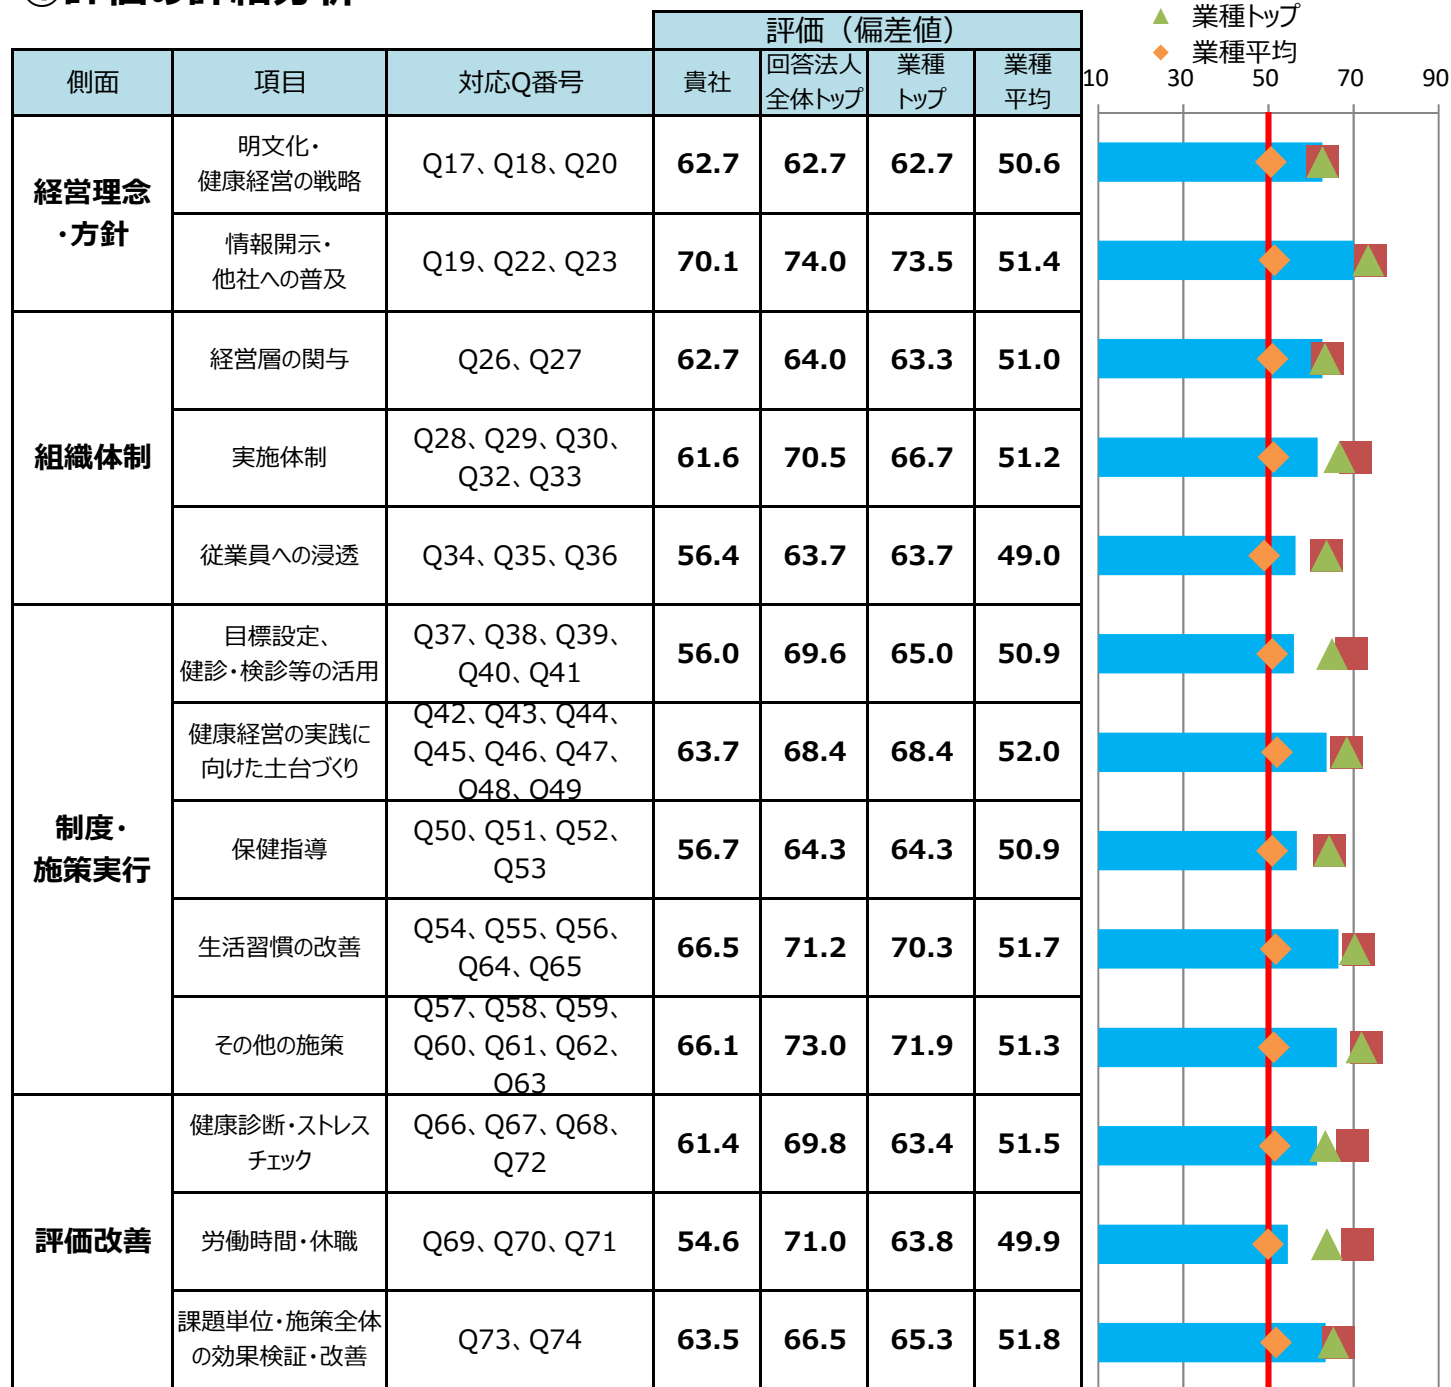 評価の詳細分析
評価（偏差値）
▲ 業種トップ
◆ 業種平均
側面 項目 対応Q番号 貴社 回答法人 業種 業種
全体トップ トップ 平均
10 30 50 70 90
経営理念
・方針
明文化・
健康経営の戦略
Q17、Q18、Q20 62.7 62.7 62.7 50.6
情報開示・
他社への普及
Q19、Q22、Q23 70.1 74.0 73.5 51.4
組織体制
経営層の関与 Q26、Q27 62.7 64.0 63.3 51.0
実施体制
Q28、Q29、Q30、
Q32、Q33
61.6 70.5 66.7 51.2
従業員への浸透 Q34、Q35、Q36 56.4 63.7 63.7 49.0
制度・
施策実行
目標設定、
健診・検診等の活用
Q37、Q38、Q39、
Q40、Q41
56.0 69.6 65.0 50.9
健康経営の実践に
向けた土台づくり
Q42、Q43、Q44、
Q45、Q46、Q47、
Q48、Q49
63.7 68.4 68.4 52.0
保健指導
Q50、Q51、Q52、
Q53
56.7 64.3 64.3 50.9
生活習慣の改善
Q54、Q55、Q56、
Q64、Q65
66.5 71.2 70.3 51.7
その他の施策
Q57、Q58、Q59、
Q60、Q61、Q62、
Q63
66.1 73.0 71.9 51.3
評価改善
健康診断・ストレス
チェック
Q66、Q67、Q68、
Q72
61.4 69.8 63.4 51.5
労働時間・休職 Q69、Q70、Q71 54.6 71.0 63.8 49.9
課題単位・施策全体
の効果検証・改善
Q73、Q74 63.5 66.5 65.3 51.8